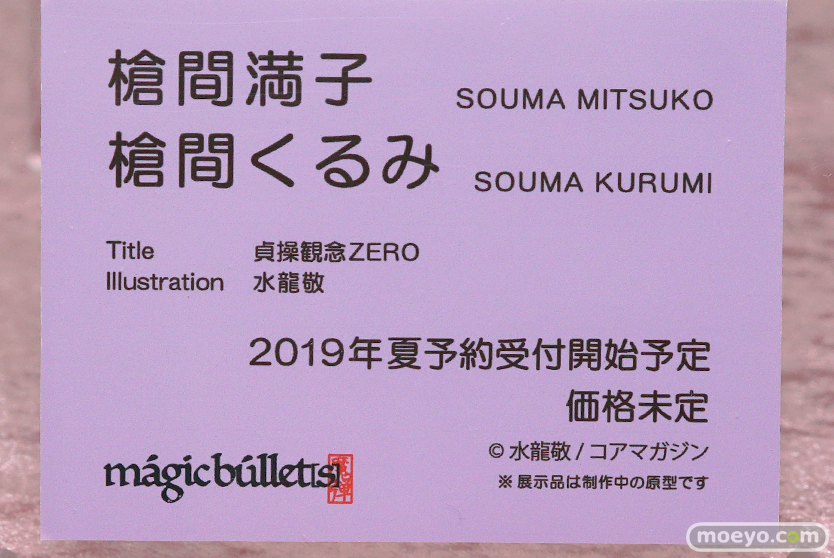 槍間満子 SOUMA MITSUKO
槍間くるみ SOUMA KURUMI
Title 貞操観念ZERO
Illustration 水龍敬
2019年夏予約受付開始予定
価格未定
© 水龍敬 / コアマガジン
※ 展示品は制作中の原型です
mágicbúllet[s]
moeyo.com